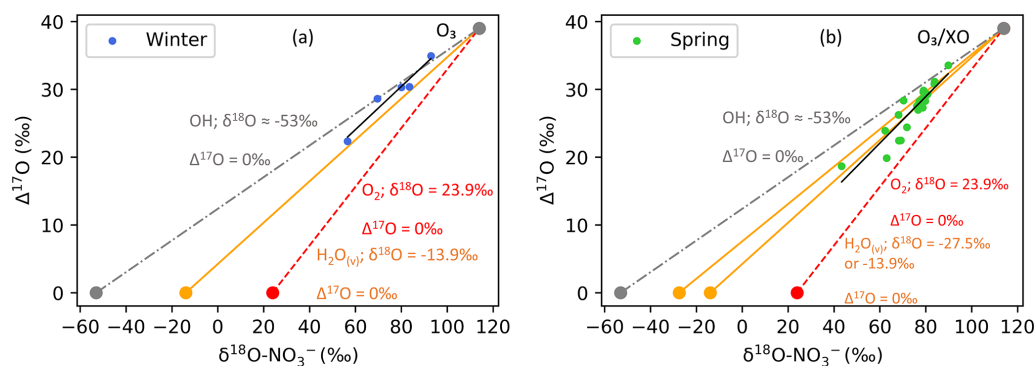 Winter
(a)
O₃
OH; δ¹⁸O ≈ -53‰
Δ¹⁷O = 0‰
O₂; δ¹⁸O = 23.9‰
Δ¹⁷O = 0‰
H₂O₍ᵥ₎; δ¹⁸O = -13.9‰
Δ¹⁷O = 0‰
Δ¹⁷O (‰)
40
30
20
10
0
−60 −40 −20 0 20 40 60 80 100 120 140
δ¹⁸O-NO₃⁻ (‰)
Spring
(b)
O₃/XO
OH; δ¹⁸O ≈ -53‰
Δ¹⁷O = 0‰
O₂; δ¹⁸O = 23.9‰
Δ¹⁷O = 0‰
H₂O₍ᵥ₎; δ¹⁸O = -27.5‰
or -13.9‰
Δ¹⁷O = 0‰
Δ¹⁷O (‰)
40
30
20
10
0
−60 −40 −20 0 20 40 60 80 100 120 140
δ¹⁸O-NO₃⁻ (‰)